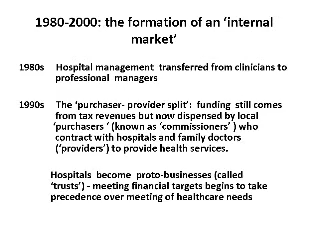 1980-2000: the formation of an ‘internal
market’
1980s Hospital management transferred from clinicians to
professional managers
1990s The ‘purchaser- provider split’: funding still comes
from tax revenues but now dispensed by local
‘purchasers ‘ (known as ‘commissioners’ ) who
contract with hospitals and family doctors
(‘providers’) to provide health services.
Hospitals become proto-businesses (called
‘trusts’) - meeting financial targets begins to take
precedence over meeting of healthcare needs